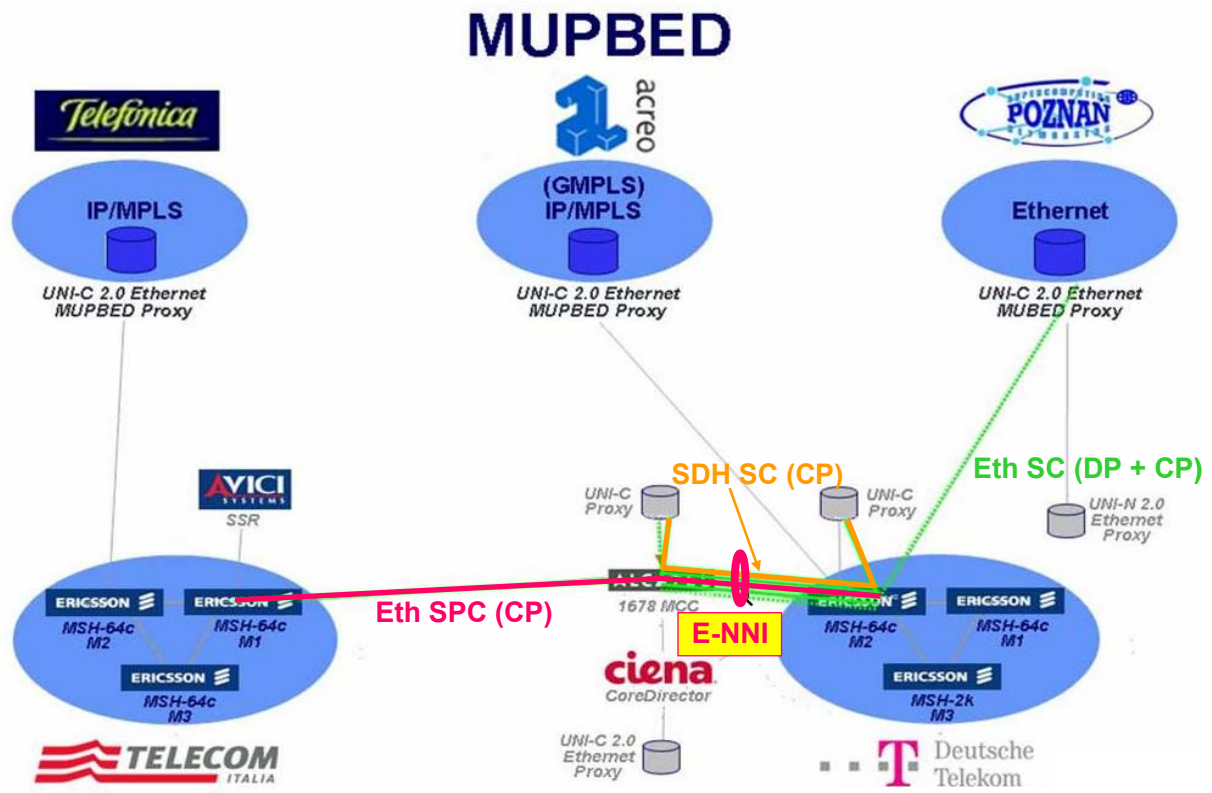 MUPBED
Telefónica
acreo
SUPERCOMPUTING
POZNAŃ
NETWORKING
IP/MPLS
(GMPLS)
IP/MPLS
Ethernet
UNI-C 2.0 Ethernet
MUPBED Proxy
UNI-C 2.0 Ethernet
MUPBED Proxy
UNI-C 2.0 Ethernet
MUBED Proxy
AVICI
SYSTEMS
SSR
UNI-C
Proxy
SDH SC (CP)
UNI-C
Proxy
Eth SC (DP + CP)
UNI-N 2.0
Ethernet
Proxy
ERICSSON
MSH-64c
M2
ERICSSON
MSH-64c
M1
ERICSSON
MSH-64c
M3
Eth SPC (CP)
1678 MCC
E-NNI
ciena
CoreDirector
UNI-C 2.0
Ethernet
Proxy
ERICSSON
MSH-64c
M2
ERICSSON
MSH-64c
M1
ERICSSON
MSH-2k
M3
TELECOM
ITALIA
T
Deutsche
Telekom